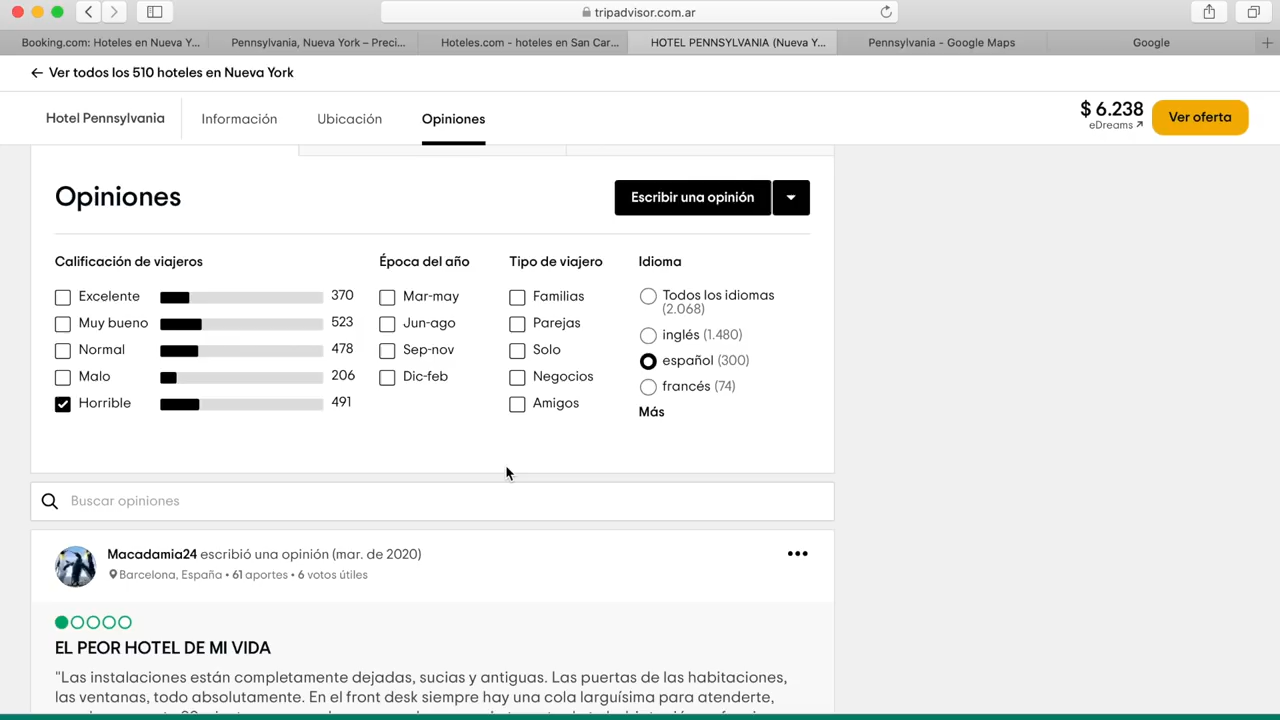 tripadvisor.com.ar
Booking.com: Hoteles en Nueva Y...
Pennsylvania, Nueva York – Preci...
Hoteles.com - hoteles en San Car...
HOTEL PENNSYLVANIA (Nueva Y...
Pennsylvania - Google Maps
Google
Ver todos los 510 hoteles en Nueva York
Hotel Pennsylvania
Información
Ubicación
Opiniones
$ 6.238
eDreams
Ver oferta
Opiniones
Escribir una opinión
Calificación de viajeros
Excelente 370
Muy bueno 523
Normal 478
Malo 206
Horrible 491
Época del año
Mar-may
Jun-ago
Sep-nov
Dic-feb
Tipo de viajero
Familias
Parejas
Solo
Negocios
Amigos
Idioma
Todos los idiomas
(2.068)
inglés (1.480)
español (300)
francés (74)
Más
Buscar opiniones
Macadamia24 escribió una opinión (mar. de 2020)
Barcelona, España • 61 aportes • 6 votos útiles
EL PEOR HOTEL DE MI VIDA
"Las instalaciones están completamente dejadas, sucias y antiguas. Las puertas de las habitaciones,
las ventanas, todo absolutamente. En el front desk siempre hay una cola larguísima para atenderte,